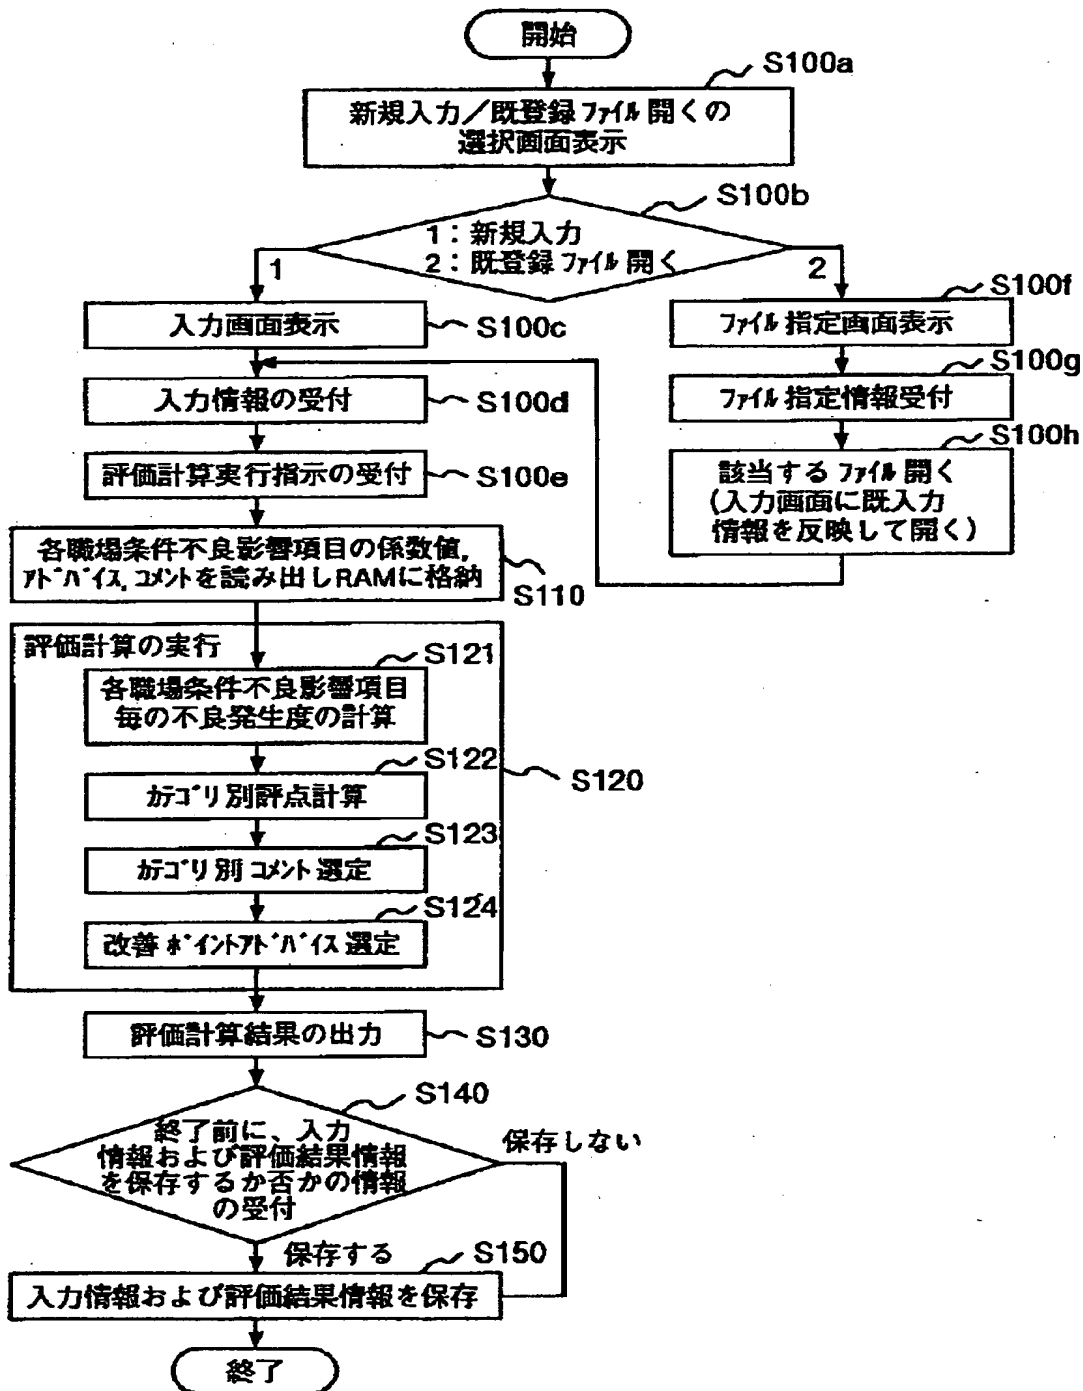 開始
S100a
新規入力／既登録ﾌｧｲﾙ開くの
選択画面表示
S100b
1：新規入力
2：既登録ﾌｧｲﾙ開く
1
2
入力画面表示
S100c
入力情報の受付
S100d
評価計算実行指示の受付
S100e
S100f
ﾌｧｲﾙ指定画面表示
S100g
ﾌｧｲﾙ指定情報受付
S100h
該当するﾌｧｲﾙ開く
(入力画面に既入力
情報を反映して開く)
各職場条件不良影響項目の係数値,
ｱﾄﾞﾊﾞｲｽ,ｺﾒﾝﾄを読み出しRAMに格納
S110
評価計算の実行
S121
各職場条件不良影響項目
毎の不良発生度の計算
S122
ｶﾃｺﾞﾘ別評点計算
S120
S123
ｶﾃｺﾞﾘ別ｺﾒﾝﾄ選定
S124
改善ﾎﾟｲﾝﾄｱﾄﾞﾊﾞｲｽ選定
評価計算結果の出力
S130
S140
終了前に、入力
情報および評価結果情報
を保存するか否かの情報
の受付
保存しない
保存する
S150
入力情報および評価結果情報を保存
終了